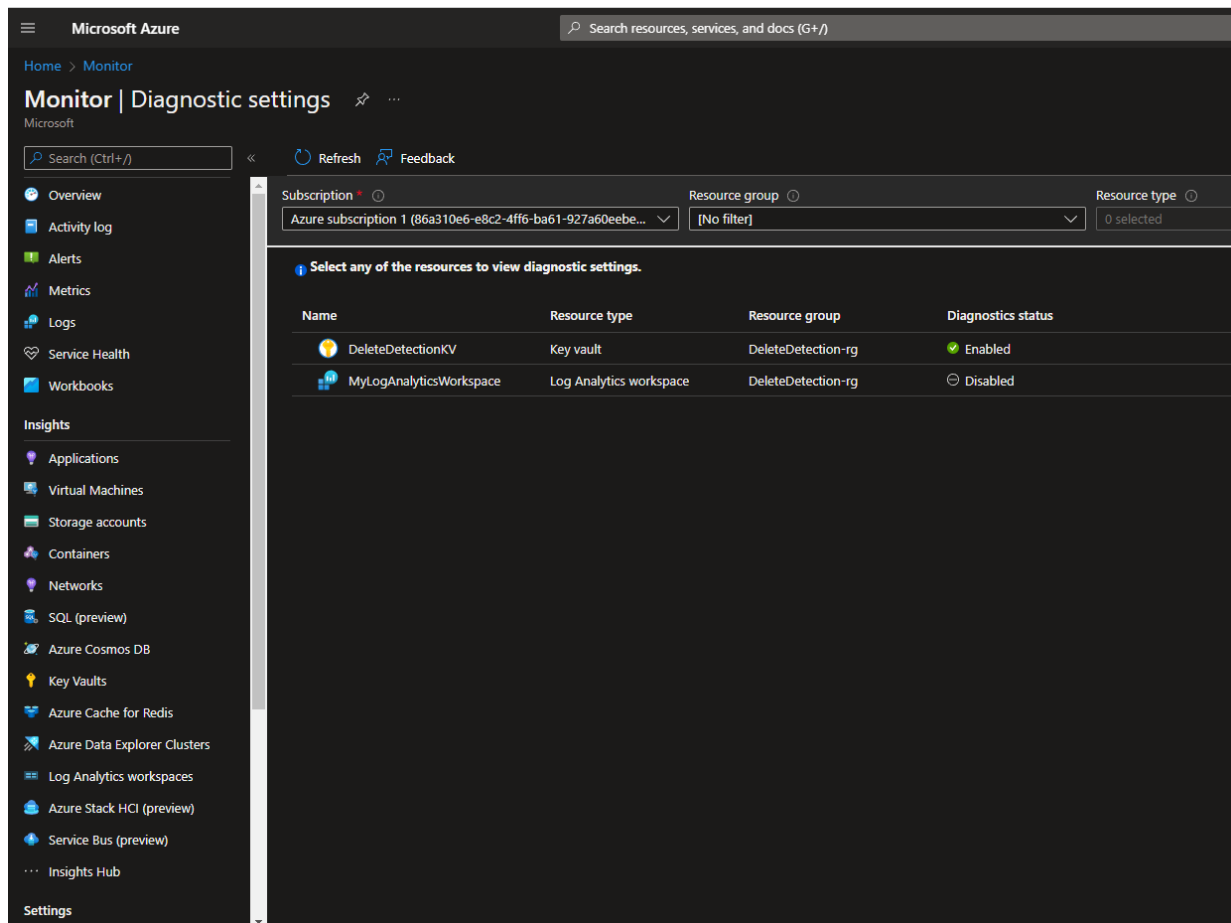 Microsoft Azure
Search resources, services, and docs (G+/)
Home > Monitor
Monitor | Diagnostic settings ...
Microsoft
Search (Ctrl+/)
«
Refresh
Feedback
Overview
Activity log
Alerts
Metrics
Logs
Service Health
Workbooks
Insights
Applications
Virtual Machines
Storage accounts
Containers
Networks
SQL (preview)
Azure Cosmos DB
Key Vaults
Azure Cache for Redis
Azure Data Explorer Clusters
Log Analytics workspaces
Azure Stack HCI (preview)
Service Bus (preview)
Insights Hub
Settings
Subscription * Resource group Resource type
Azure subscription 1 (86a310e6-e8c2-4ff6-ba61-927a60eebe... [No filter] 0 selected
Select any of the resources to view diagnostic settings.
Name Resource type Resource group Diagnostics status
DeleteDetectionKV Key vault DeleteDetection-rg Enabled
MyLogAnalyticsWorkspace Log Analytics workspace DeleteDetection-rg Disabled